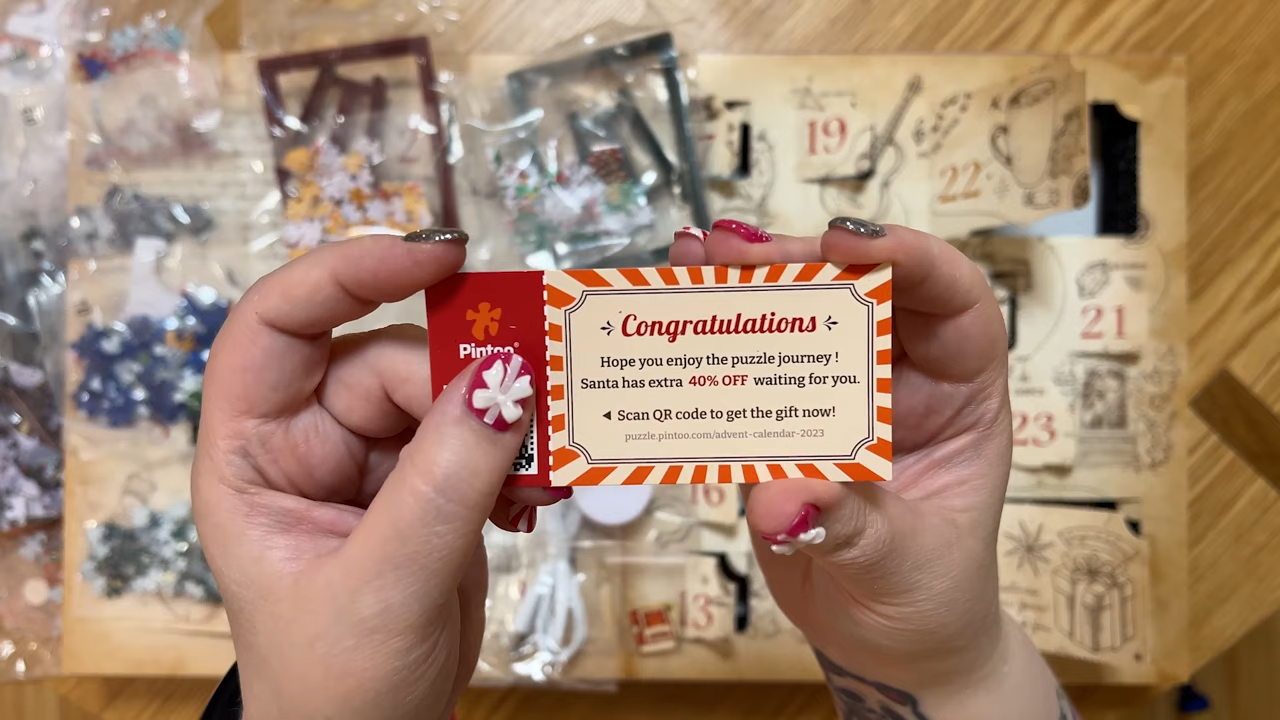 19
22
21
23
16
3
Pintoo®
Congratulations
Hope you enjoy the puzzle journey !
Santa has extra 40% OFF waiting for you.
◄ Scan QR code to get the gift now!
puzzle.pintoo.com/advent-calendar-2023